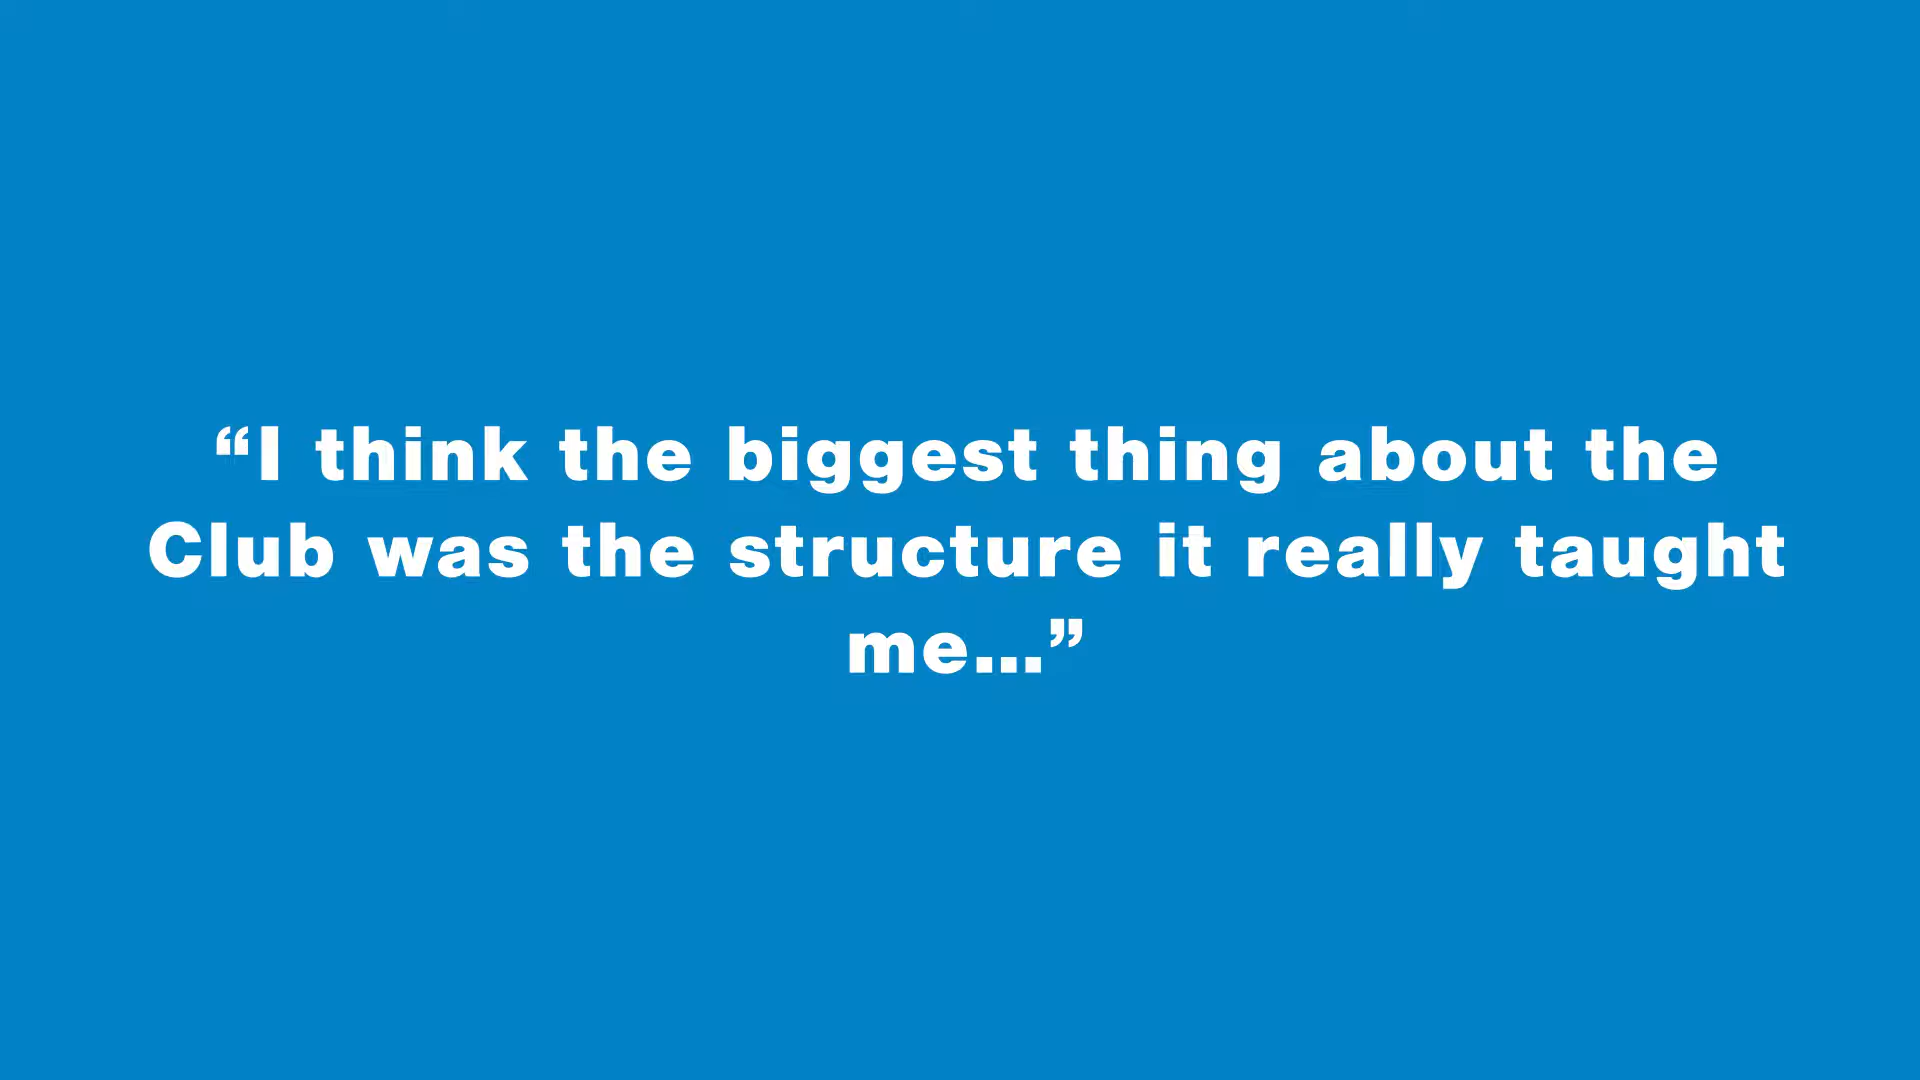 “I think the biggest thing about the
Club was the structure it really taught
me...”